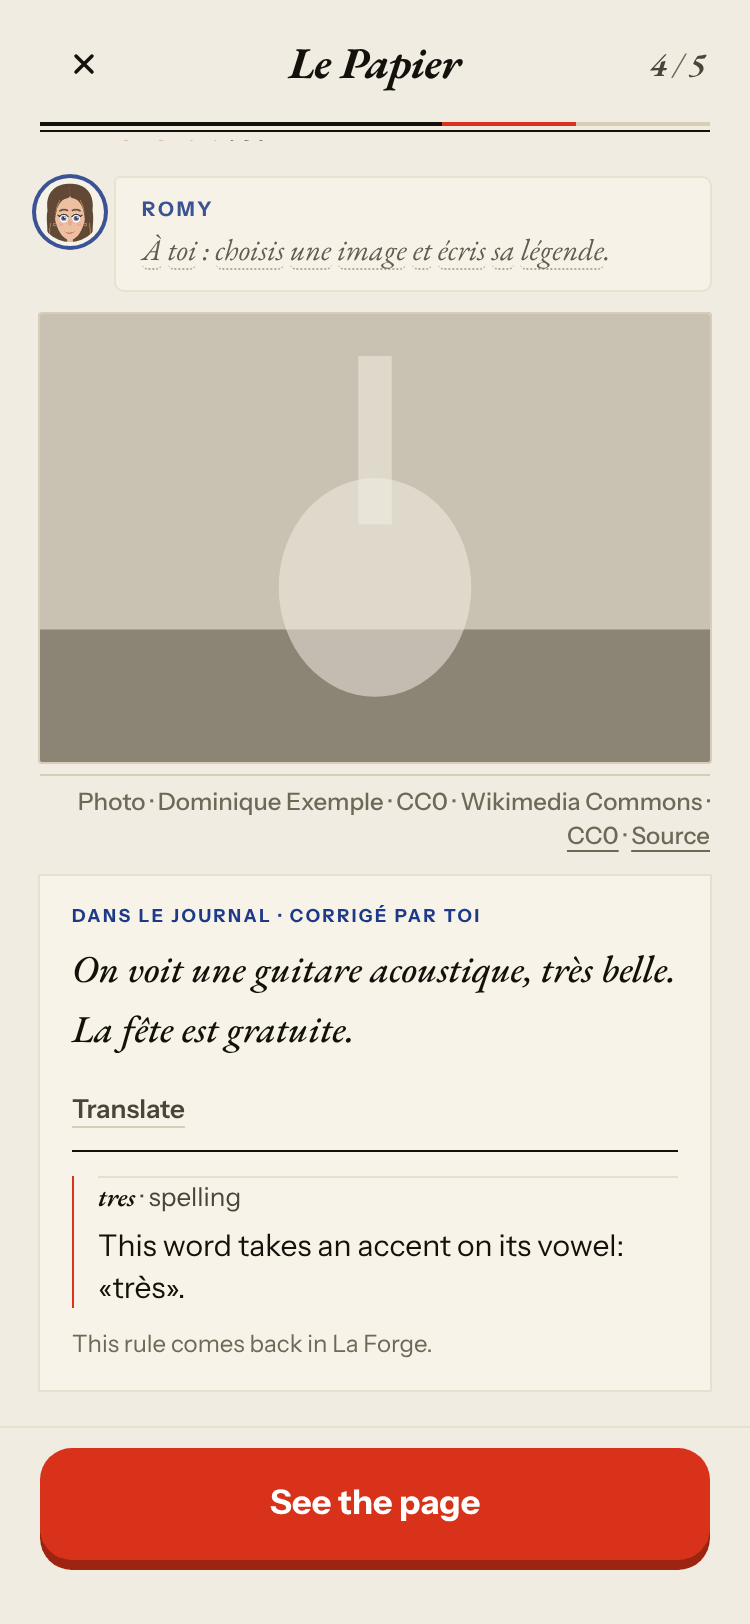 Le Papier
4/5
ROMY
À toi : choisis une image et écris sa légende.
Photo · Dominique Exemple · CC0 · Wikimedia Commons ·
CC0 · Source
DANS LE JOURNAL · CORRIGÉ PAR TOI
On voit une guitare acoustique, très belle.
La fête est gratuite.
Translate
tres · spelling
This word takes an accent on its vowel:
«très».
This rule comes back in La Forge.
See the page